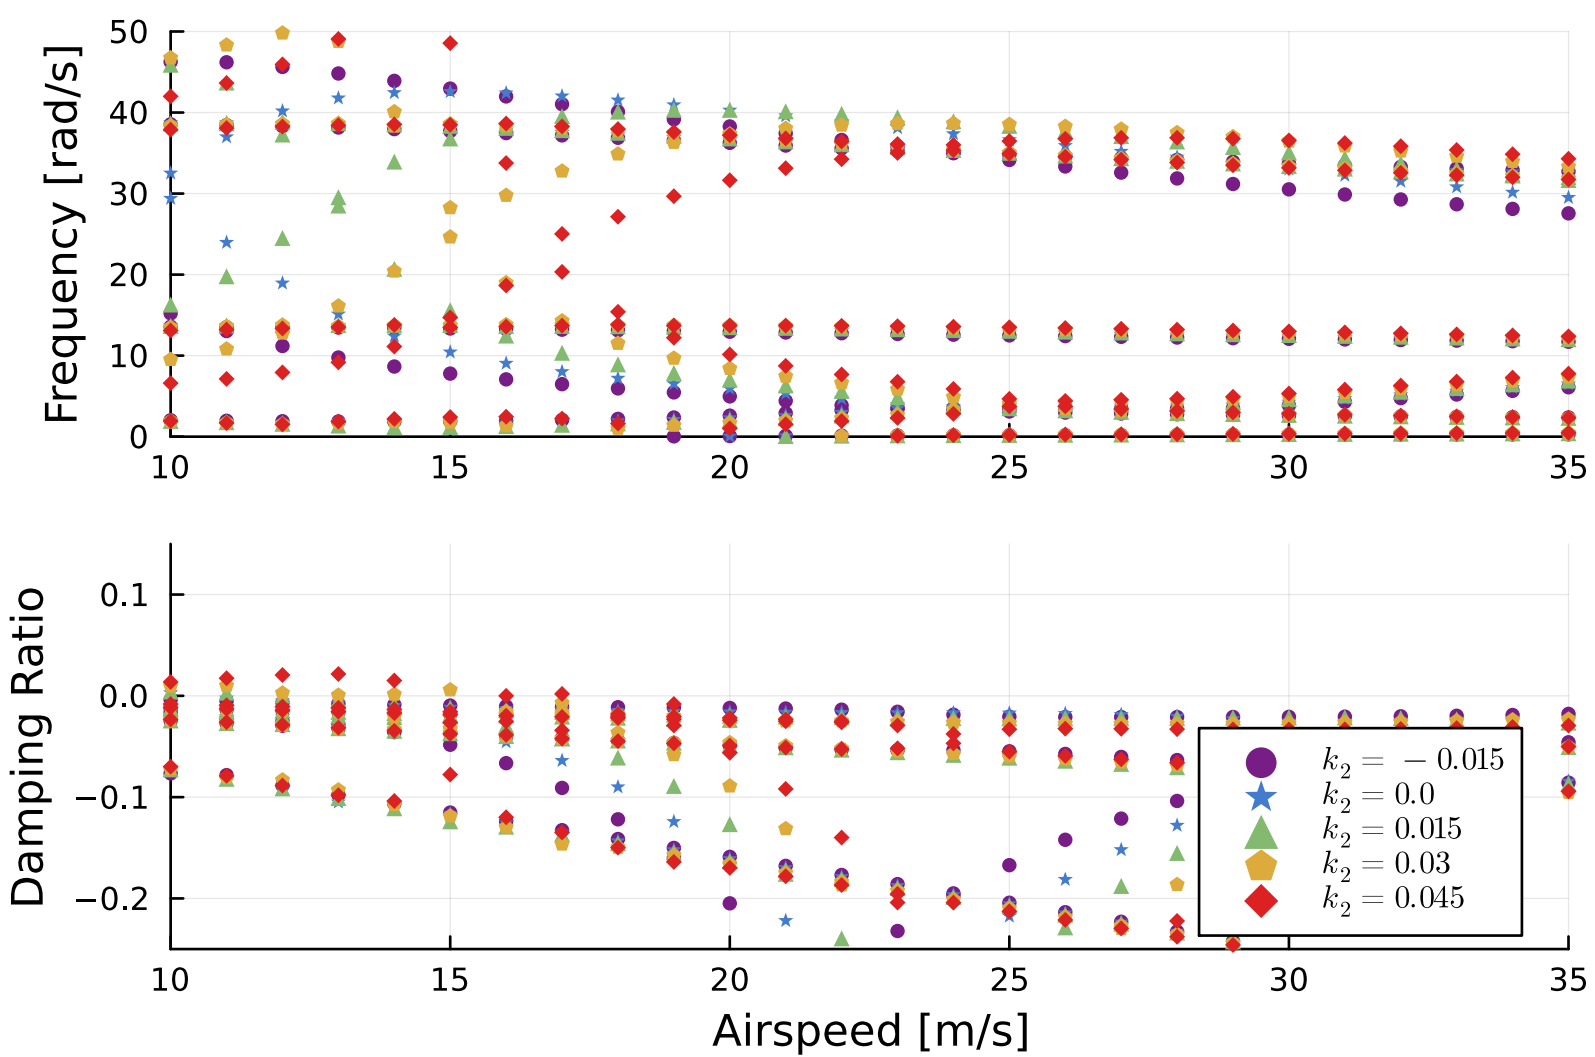 Frequency [rad/s]
50
40
30
20
10
0
10 15 20 25 30 35
Damping Ratio
0.1
0.0
−0.1
−0.2
10 15 20 25 30 35
Airspeed [m/s]
k₂ = − 0.015
k₂ = 0.0
k₂ = 0.015
k₂ = 0.03
k₂ = 0.045